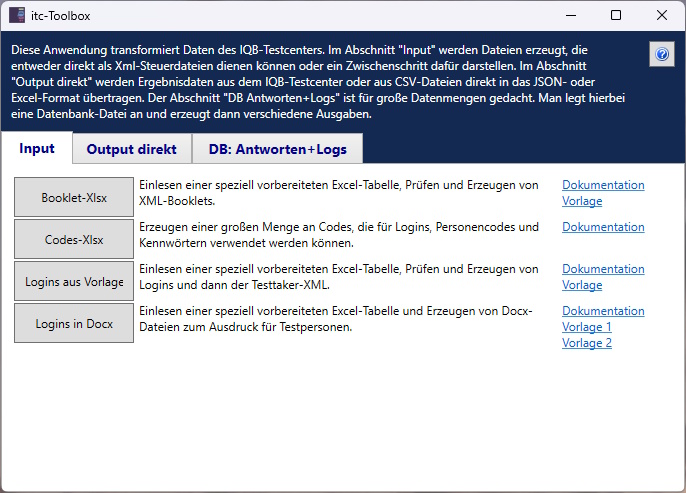 itc-Toolbox
Diese Anwendung transformiert Daten des IQB-Testcenters. Im Abschnitt "Input" werden Dateien erzeugt, die
entweder direkt als Xml-Steuerdateien dienen können oder ein Zwischenschritt dafür darstellen. Im Abschnitt
"Output direkt" werden Ergebnisdaten aus dem IQB-Testcenter oder aus CSV-Dateien direkt in das JSON- oder
Excel-Format übertragen. Der Abschnitt "DB Antworten+Logs" ist für große Datenmengen gedacht. Man legt hierbei
eine Datenbank-Datei an und erzeugt dann verschiedene Ausgaben.
?
Input Output direkt DB: Antworten+Logs
Booklet-Xlsx
Einlesen einer speziell vorbereiteten Excel-Tabelle, Prüfen und Erzeugen von
XML-Booklets.
Dokumentation
Vorlage
Codes-Xlsx
Erzeugen einer großen Menge an Codes, die für Logins, Personencodes und
Kennwörtern verwendet werden können.
Dokumentation
Logins aus Vorlage
Einlesen einer speziell vorbereiteten Excel-Tabelle, Prüfen und Erzeugen von
Logins und dann der Testtaker-XML.
Dokumentation
Vorlage
Logins in Docx
Einlesen einer speziell vorbereiteten Excel-Tabelle und Erzeugen von Docx-
Dateien zum Ausdruck für Testpersonen.
Dokumentation
Vorlage 1
Vorlage 2